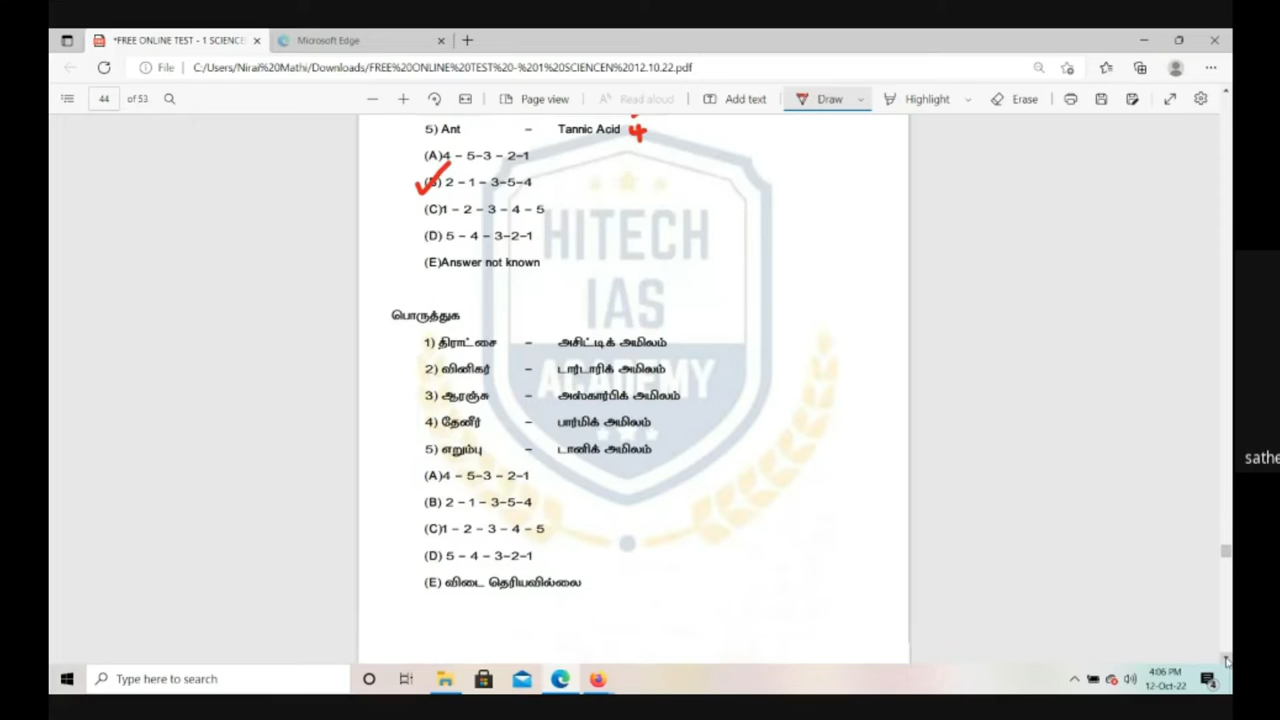 *FREE ONLINE TEST - 1 SCIENCE
Microsoft Edge
File C:/Users/Nirai%20Mathi/Downloads/FREE%20ONLINE%20TEST%20-%201%20SCIENCEN%2012.10.22.pdf
44 of 53 Page view Read aloud Add text Draw Highlight Erase
5) Ant – Tannic Acid 4
(A)4 – 5–3 – 2–1
(B) 2 – 1 – 3–5–4
(C)1 – 2 – 3 – 4 – 5
(D) 5 – 4 – 3–2–1
(E)Answer not known
HITECH
IAS
ACADEMY
பொருத்துக
1) திராட்சை – அசிட்டிக் அமிலம்
2) வினிகர் – டார்டாரிக் அமிலம்
3) ஆரஞ்சு – அஸ்கார்பிக் அமிலம்
4) தேனீர் – பார்மிக் அமிலம்
5) எறும்பு – டானிக் அமிலம்
(A)4 – 5–3 – 2–1
(B) 2 – 1 – 3–5–4
(C)1 – 2 – 3 – 4 – 5
(D) 5 – 4 – 3–2–1
(E) விடை தெரியவில்லை
sathe
Type here to search
4:06 PM
12-Oct-22
4